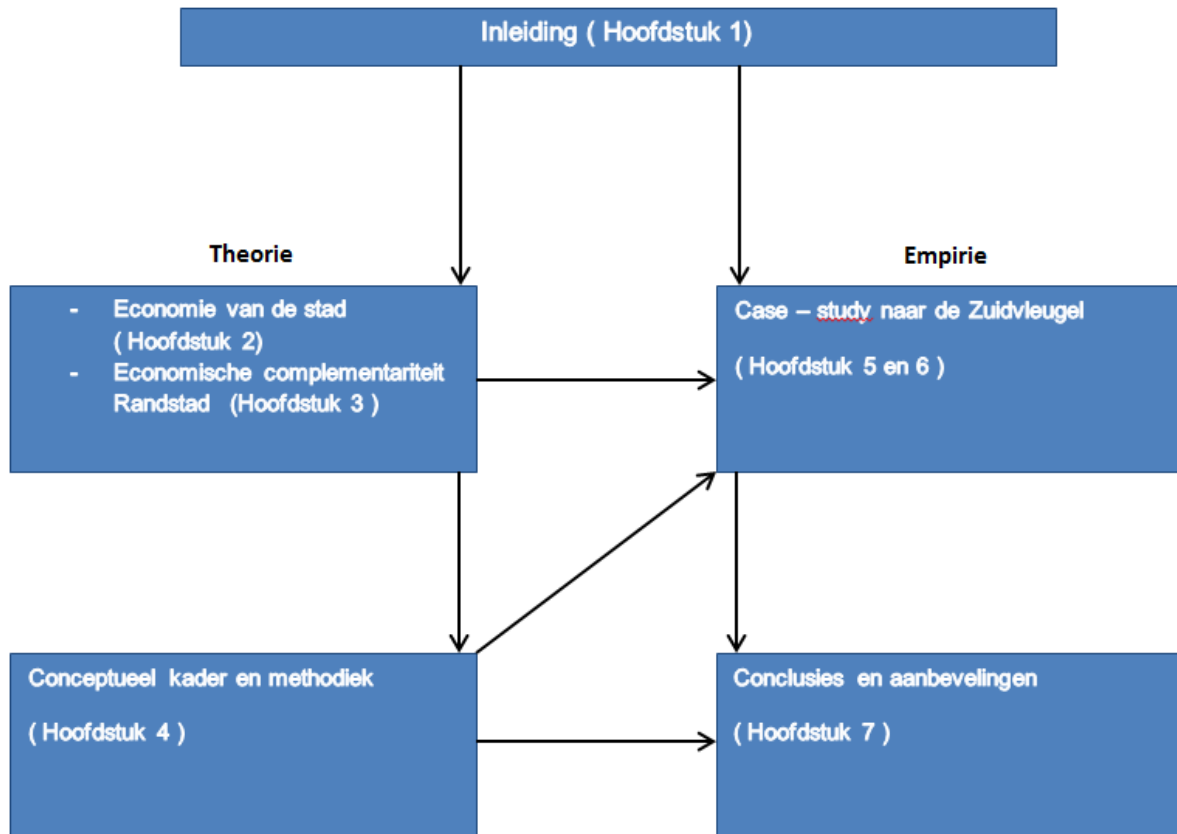 Inleiding ( Hoofdstuk 1)
Theorie
Empirie
- Economie van de stad
( Hoofdstuk 2)
- Economische complementariteit
Randstad (Hoofdstuk 3 )
Case – study naar de Zuidvleugel
( Hoofdstuk 5 en 6 )
Conceptueel kader en methodiek
( Hoofdstuk 4 )
Conclusies en aanbevelingen
( Hoofdstuk 7 )